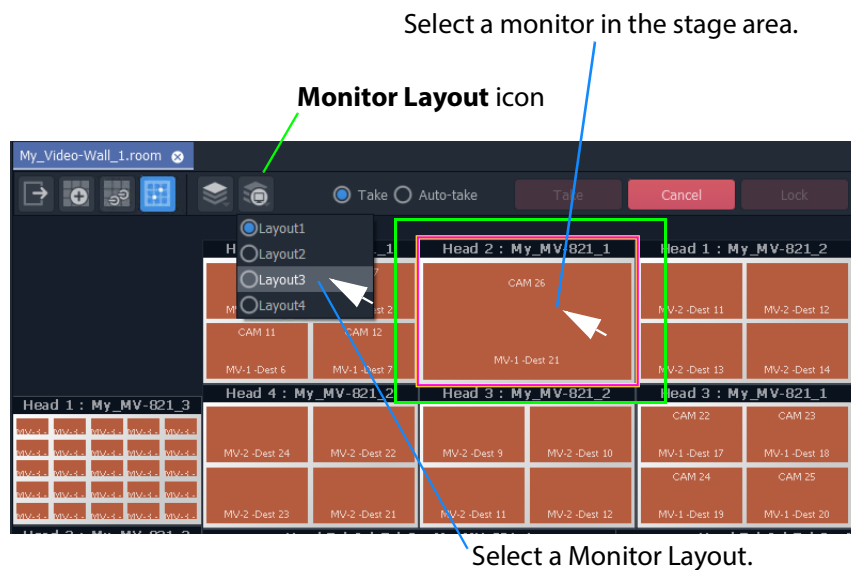 Select a monitor in the stage area.
Monitor Layout icon
My_Video-Wall_1.room
Take Auto-take Take Cancel Lock
Layout1
Layout2
Layout3
Layout4
Head 2 : My_MV-821_1 Head 1 : My_MV-821_2
CAM 26
MV-2 -Dest 11 MV-2 -Dest 12
CAM 11 CAM 12
MV-1 -Dest 6 MV-1 -Dest 7 MV-1 -Dest 21 MV-2 -Dest 13 MV-2 -Dest 14
Head 1 : My_MV-821_3 Head 4 : My_MV-821_2 Head 3 : My_MV-821_2 Head 3 : My_MV-821_1
CAM 22 CAM 23
MV-2 -Dest 24 MV-2 -Dest 22 MV-2 -Dest 9 MV-2 -Dest 10 MV-1 -Dest 17 MV-1 -Dest 18
CAM 24 CAM 25
MV-2 -Dest 23 MV-2 -Dest 21 MV-2 -Dest 11 MV-2 -Dest 12 MV-1 -Dest 19 MV-1 -Dest 20
Select a Monitor Layout.